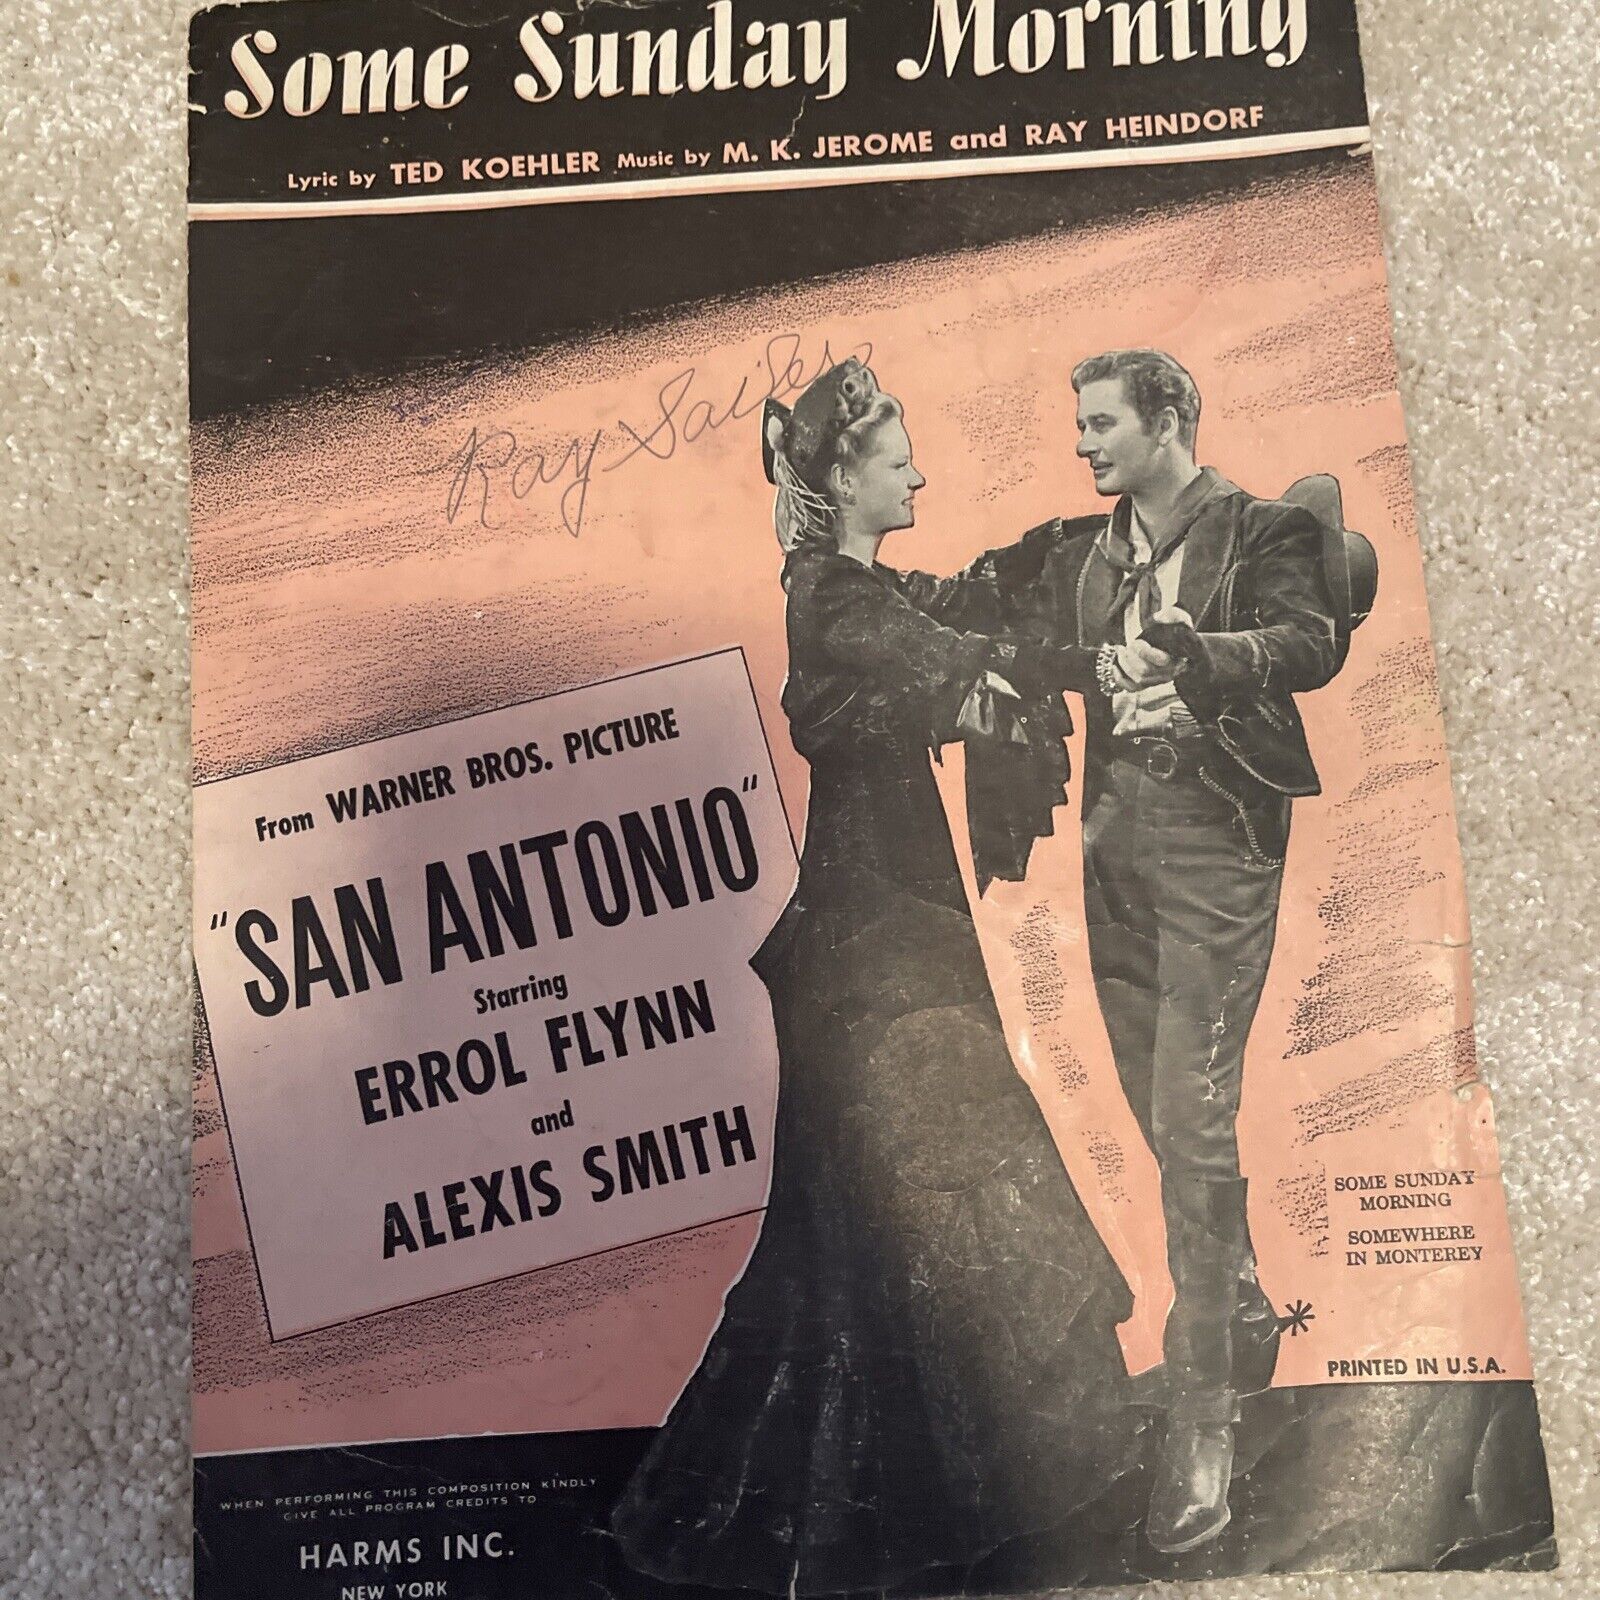 Some Sunday Morning
Lyric by TED KOEHLER Music by M. K. JEROME and RAY HEINDORF
Ray
From WARNER BROS. PICTURE
"SAN ANTONIO"
Starring
ERROL FLYNN
and
ALEXIS SMITH
SOME SUNDAY
MORNING
SOMEWHERE
IN MONTEREY
PRINTED IN U.S.A.
WHEN PERFORMING THIS COMPOSITION KINDLY
GIVE ALL PROGRAM CREDITS TO
HARMS INC.
NEW YORK